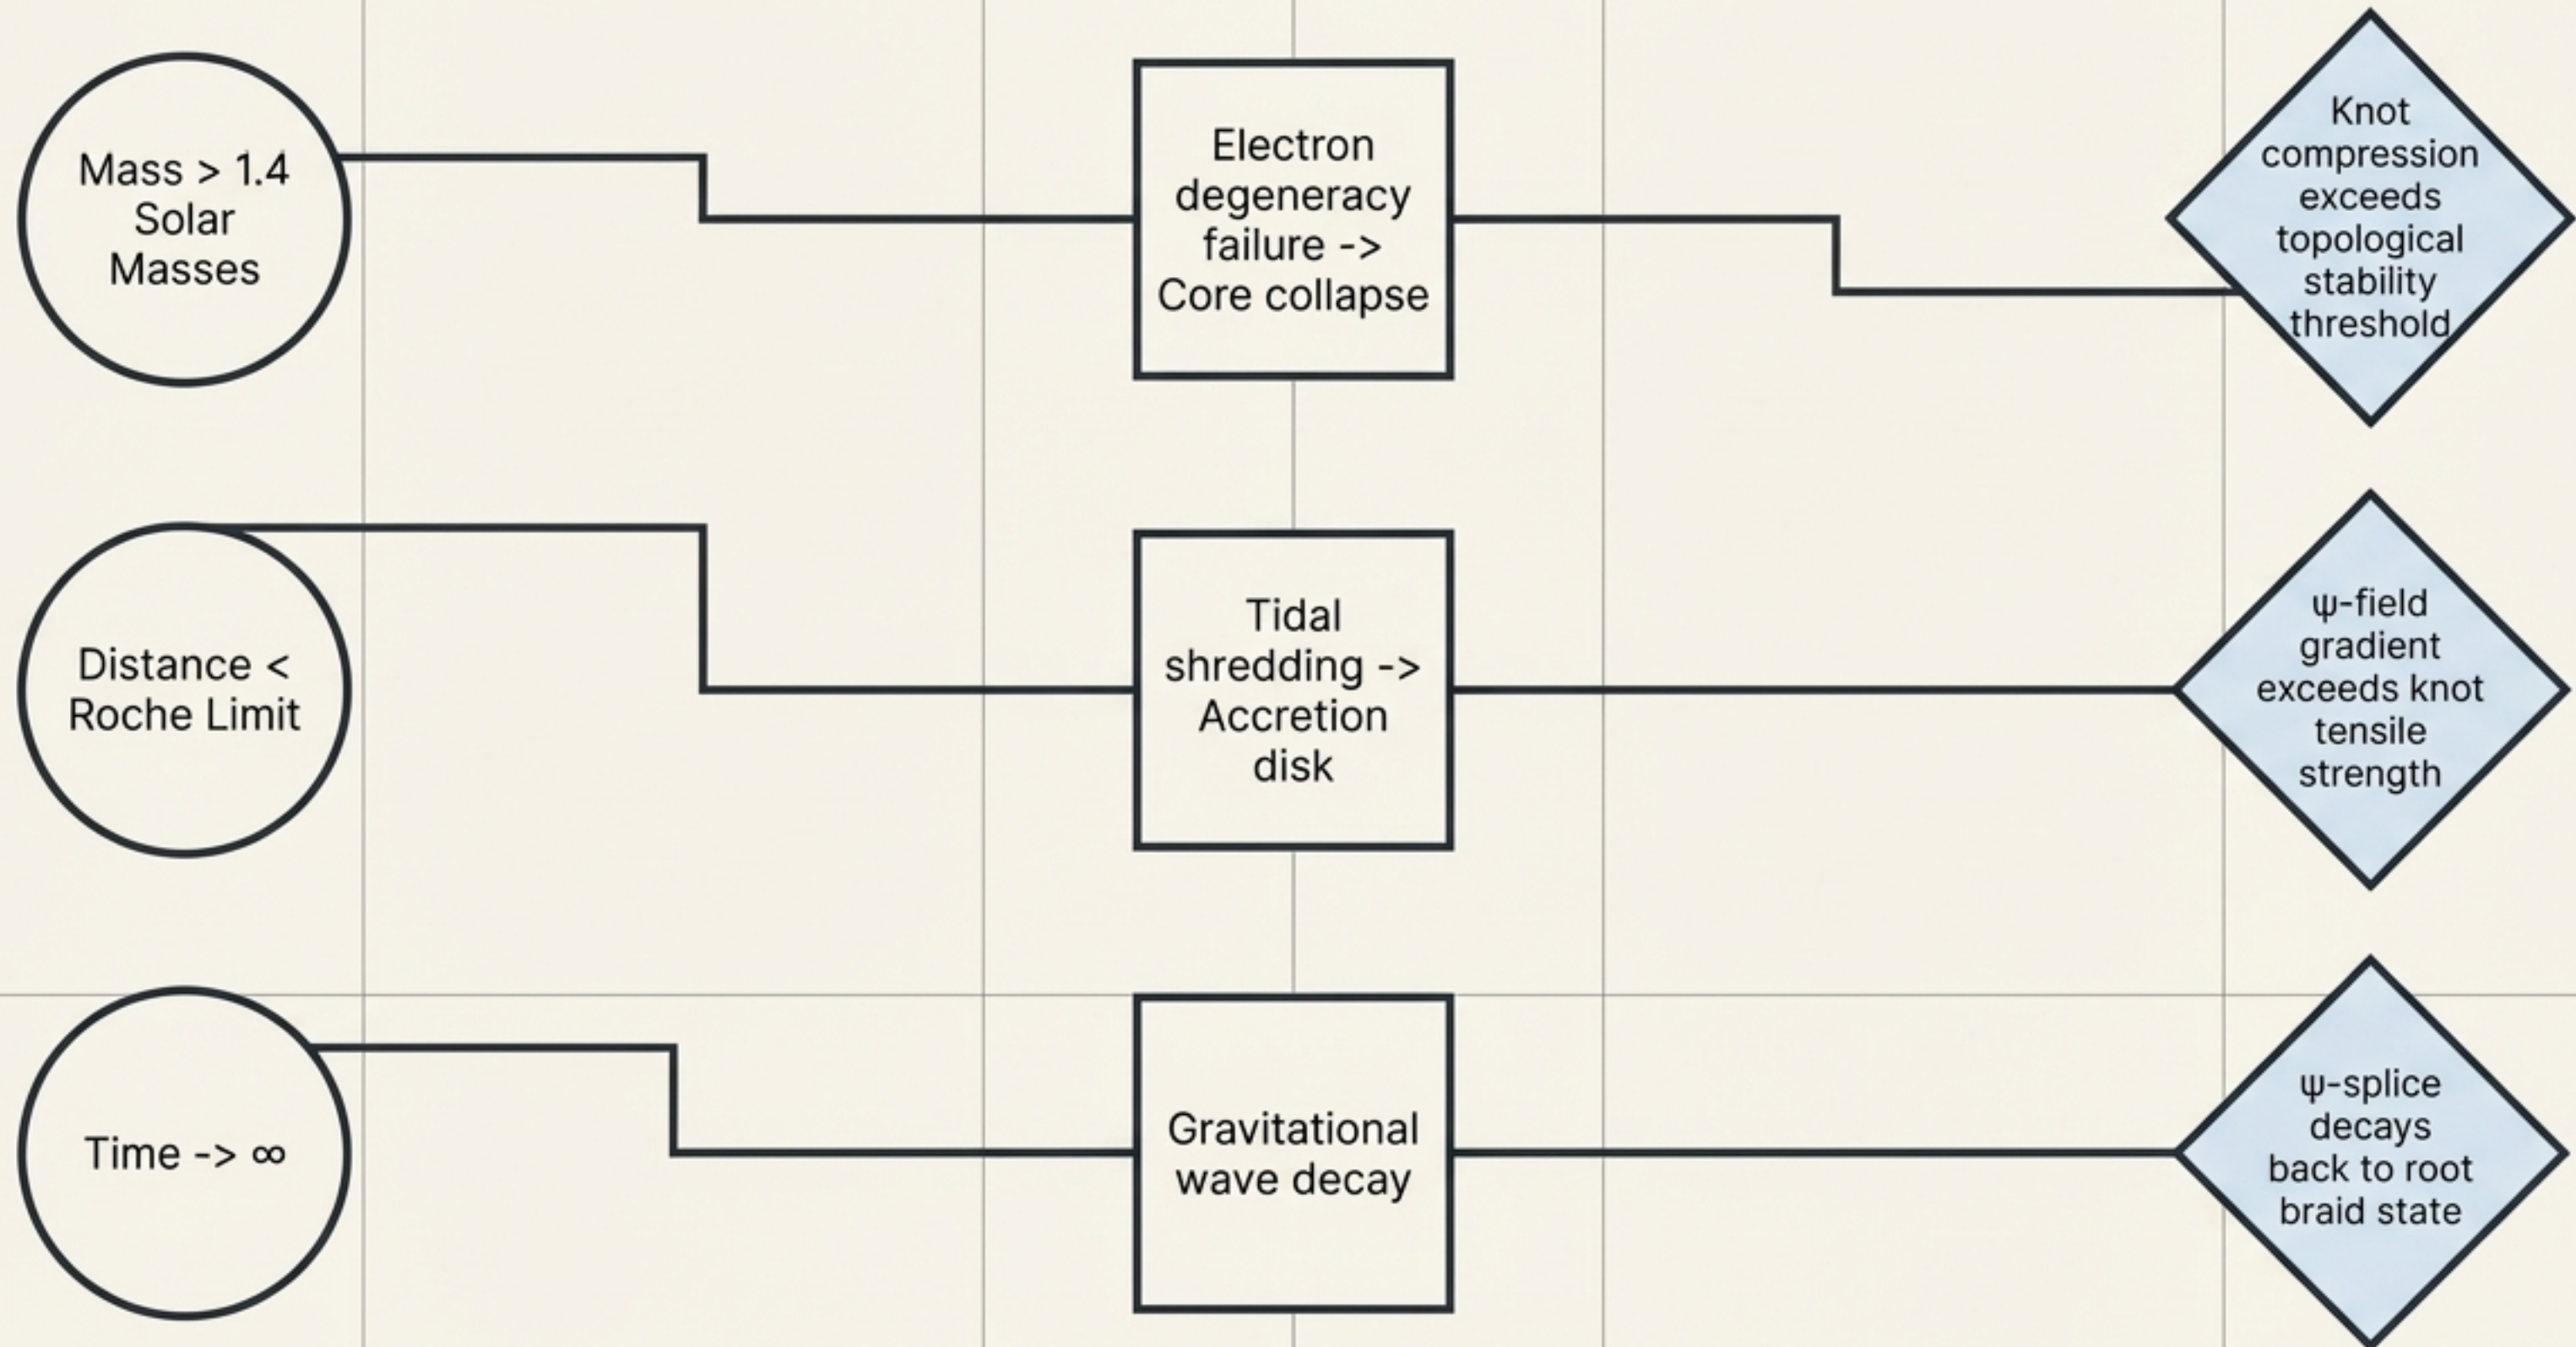 Mass > 1.4
Solar
Masses
Electron
degeneracy
failure ->
Core collapse
Knot
compression
exceeds
topological
stability
threshold
Distance <
Roche Limit
Tidal
shredding ->
Accretion
disk
ψ-field
gradient
exceeds knot
tensile
strength
Time -> ∞
Gravitational
wave decay
ψ-splice
decays
back to root
braid state